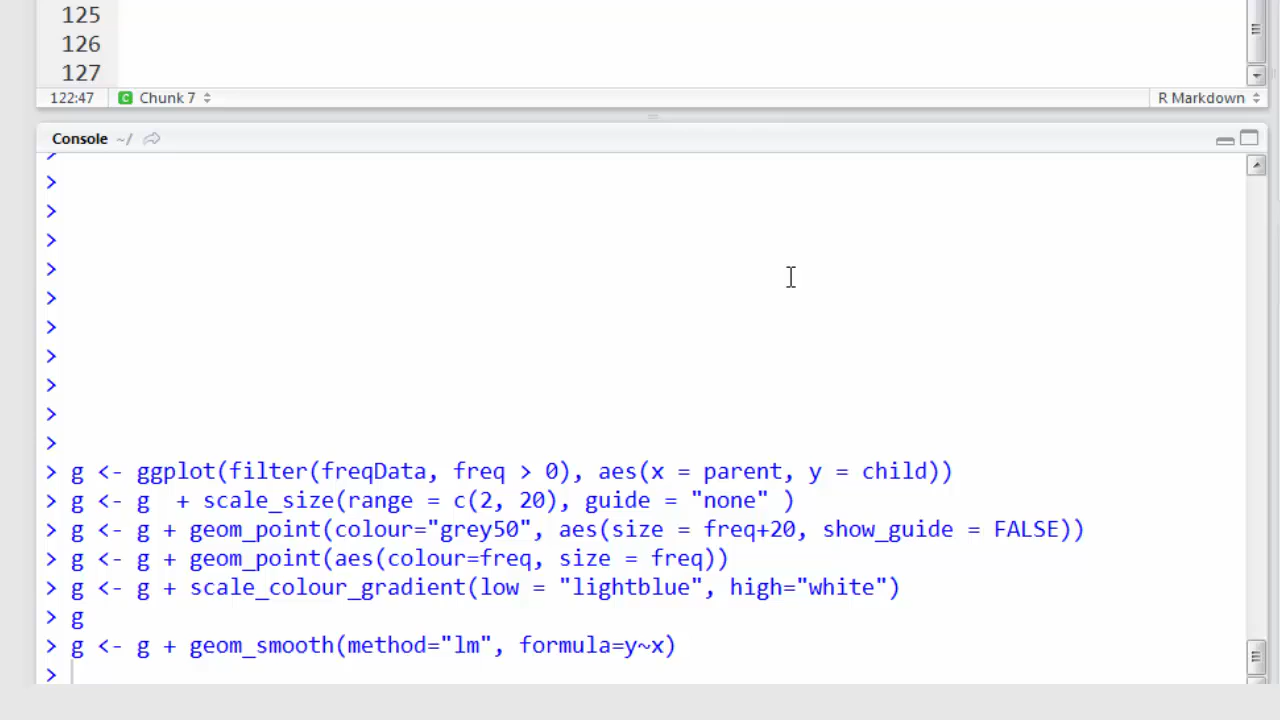 125
126
127
122:47 C Chunk 7 R Markdown
Console ~/
>
>
>
>
>
>
>
>
>
>
>
> g <- ggplot(filter(freqData, freq > 0), aes(x = parent, y = child))
> g <- g  + scale_size(range = c(2, 20), guide = "none" )
> g <- g + geom_point(colour="grey50", aes(size = freq+20, show_guide = FALSE))
> g <- g + geom_point(aes(colour=freq, size = freq))
> g <- g + scale_colour_gradient(low = "lightblue", high="white")
> g
> g <- g + geom_smooth(method="lm", formula=y~x)
>